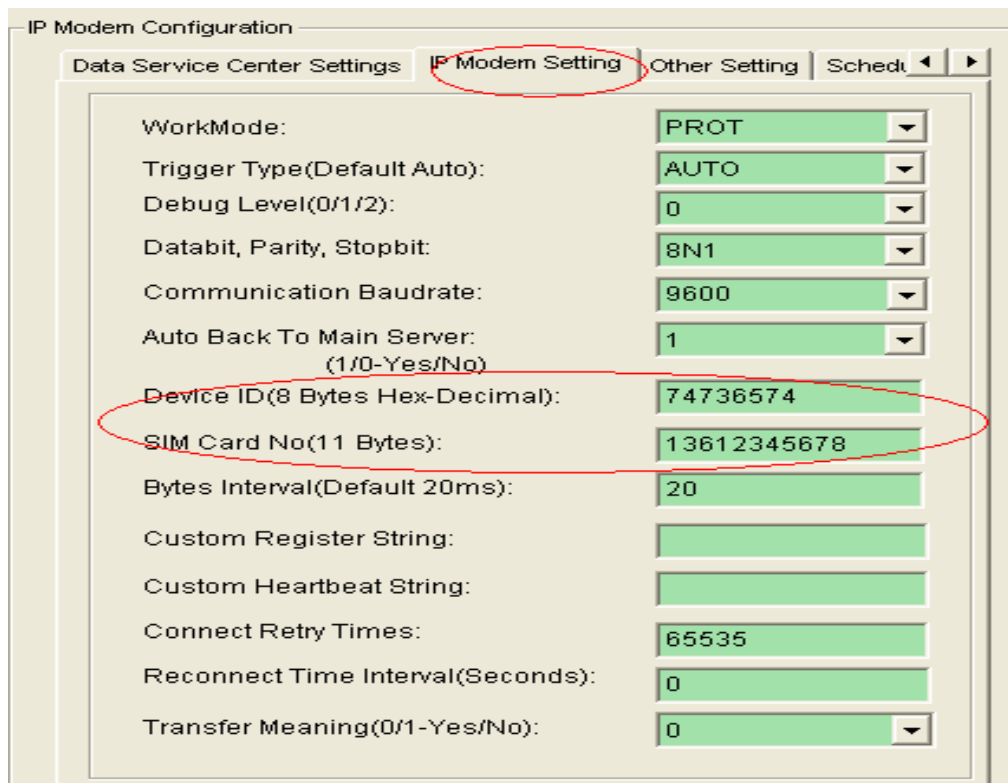 IP Modem Configuration
Data Service Center Settings IP Modem Setting Other Setting
WorkMode: PROT
Trigger Type(Default Auto): AUTO
Debug Level(0/1/2): 0
Databit, Parity, Stopbit: 8N1
Communication Baudrate: 9600
Auto Back To Main Server: 1
(1/0-Yes/No)
Device ID(8 Bytes Hex-Decimal): 74736574
SIM Card No(11 Bytes): 13612345678
Bytes Interval(Default 20ms): 20
Custom Register String:
Custom Heartbeat String:
Connect Retry Times: 65535
Reconnect Time Interval(Seconds): 0
Transfer Meaning(0/1-Yes/No): 0